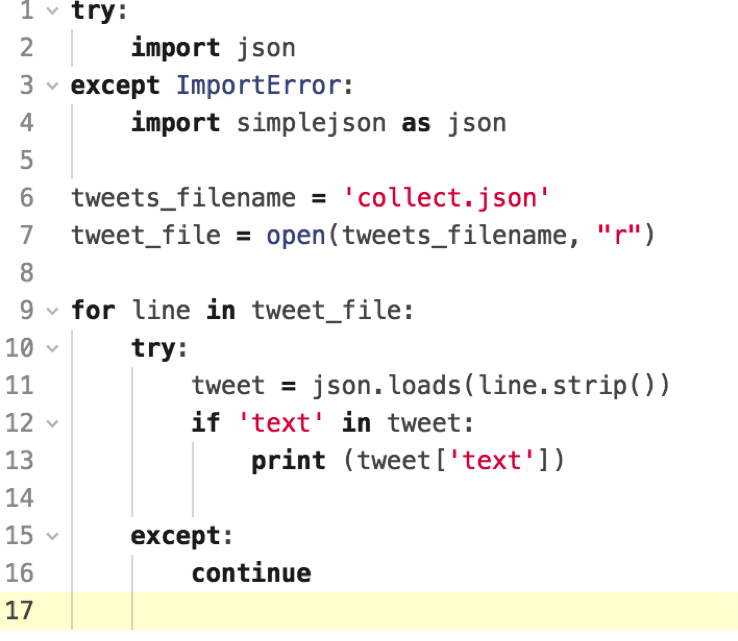 1 try:
2     import json
3 except ImportError:
4     import simplejson as json
5
6 tweets_filename = 'collect.json'
7 tweet_file = open(tweets_filename, "r")
8
9 for line in tweet_file:
10     try:
11         tweet = json.loads(line.strip())
12         if 'text' in tweet:
13             print (tweet['text'])
14
15     except:
16         continue
17